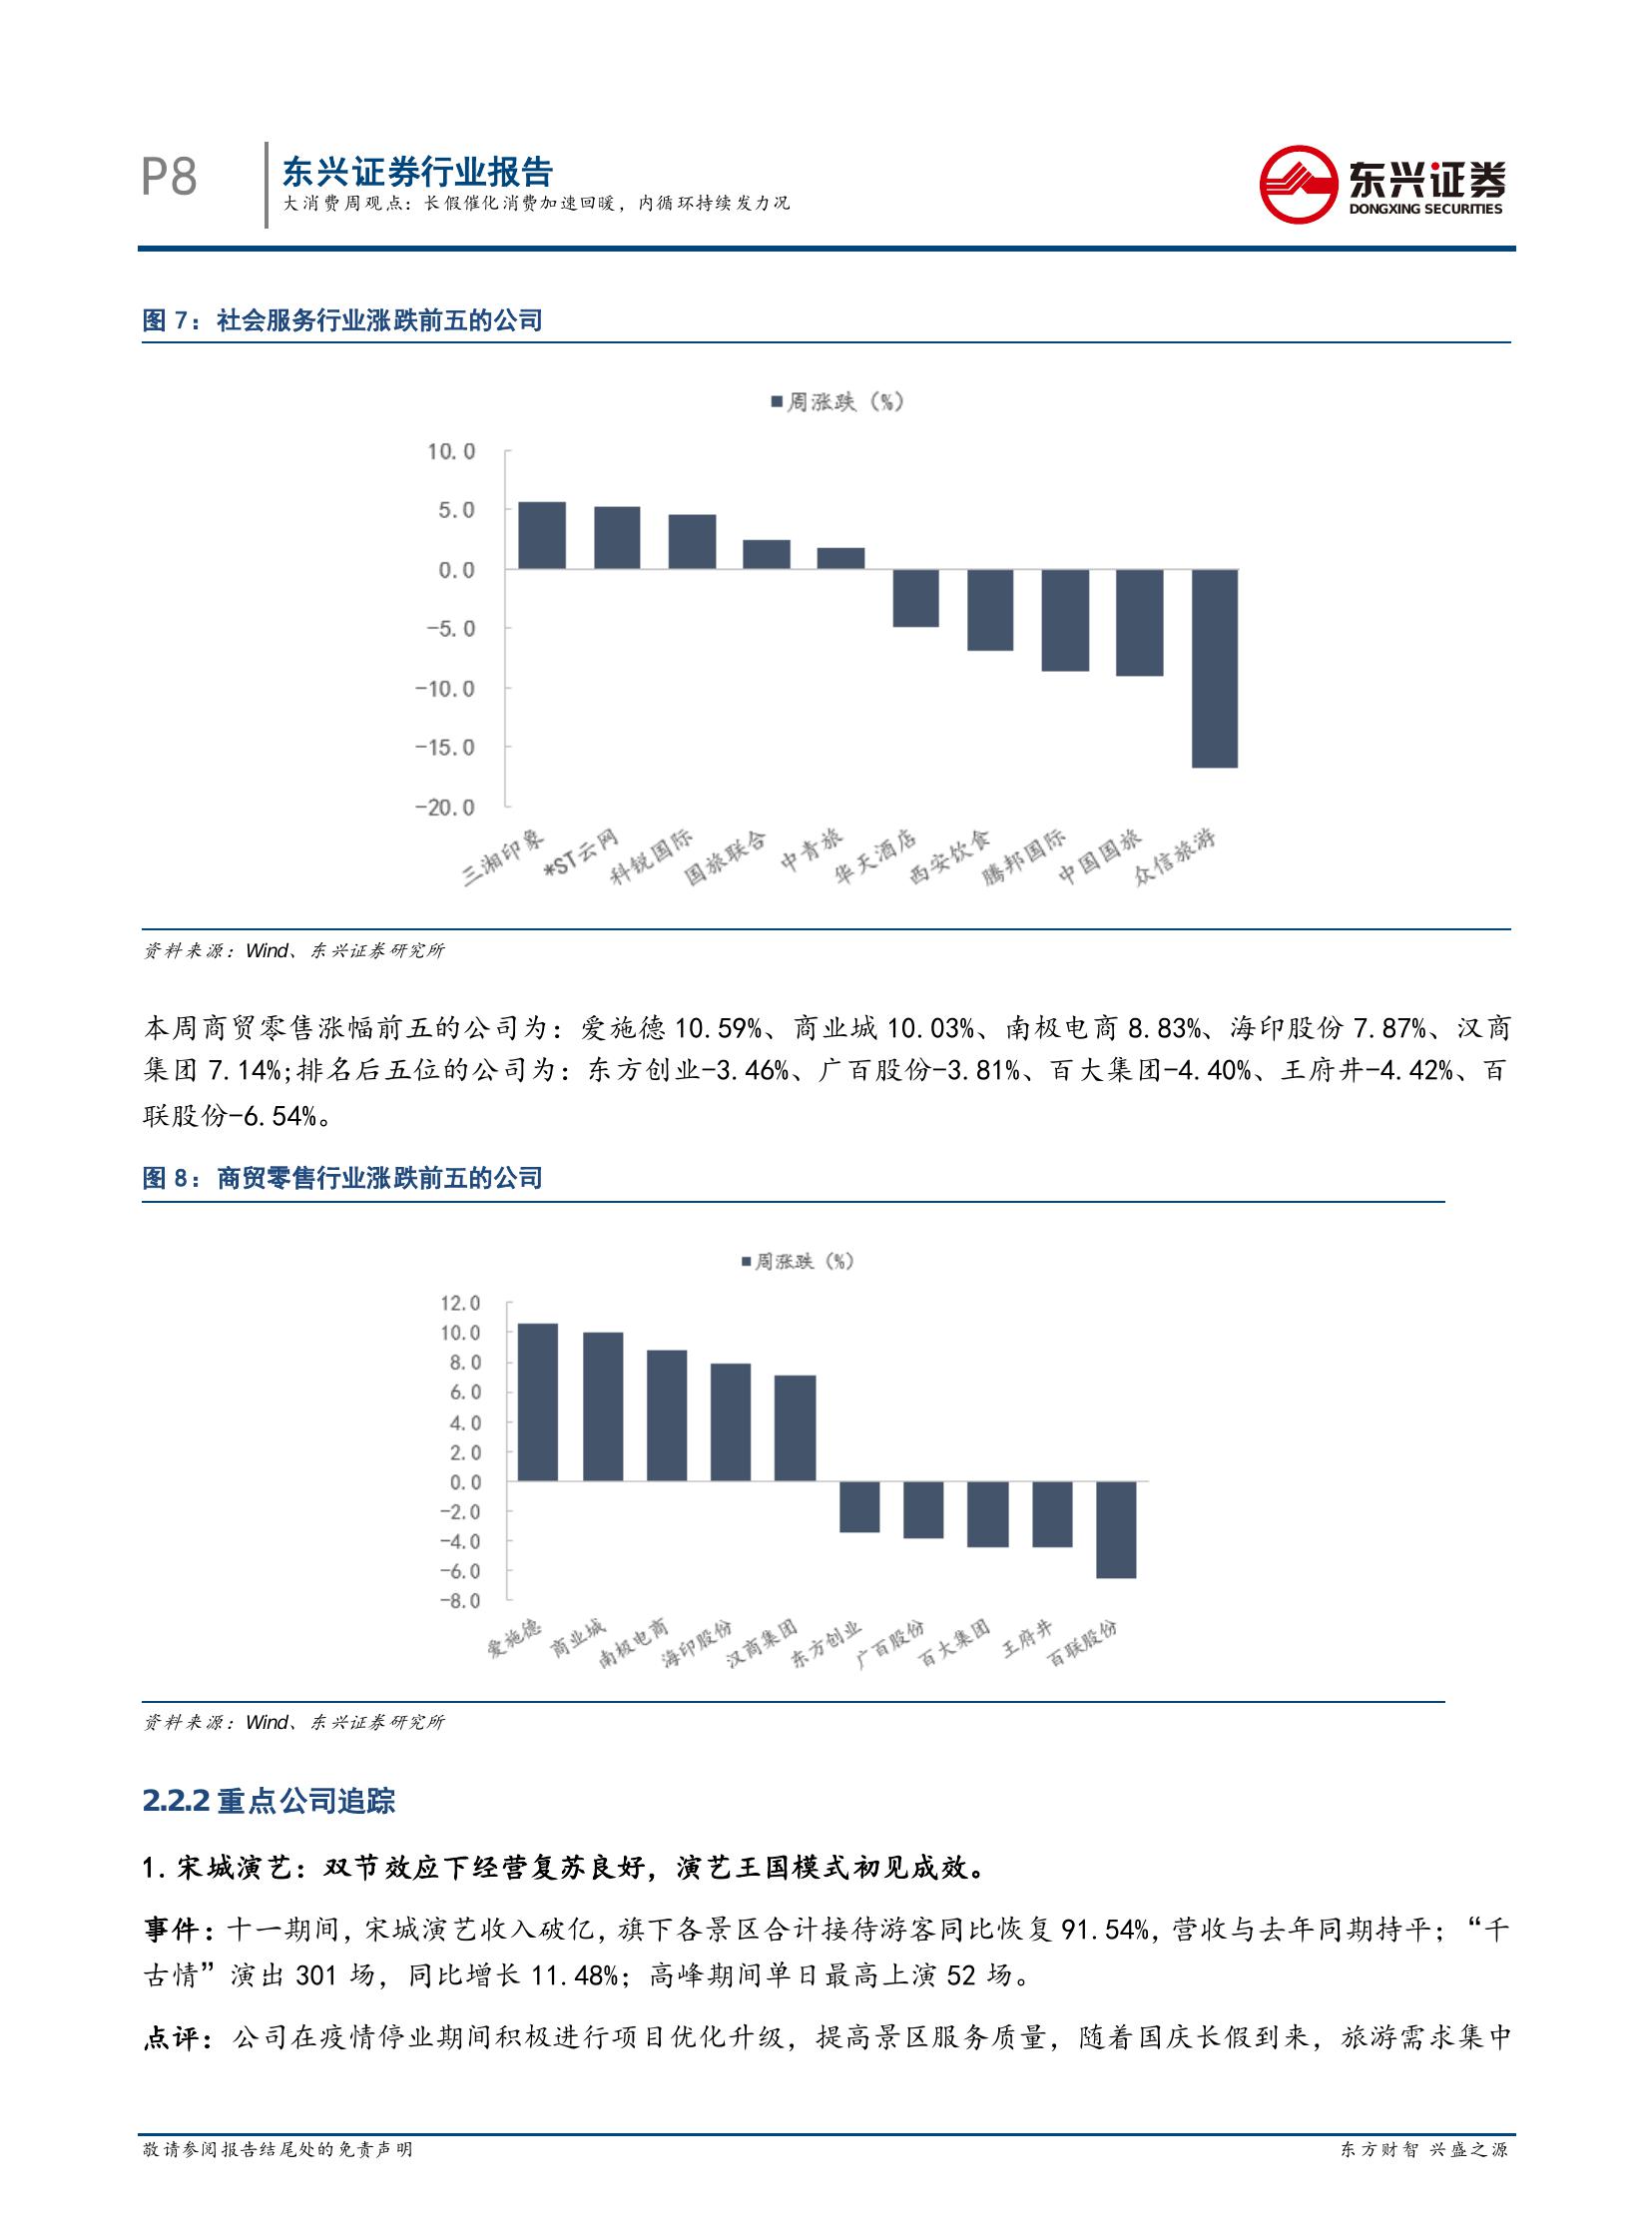 P8
东兴证券行业报告
大消费周观点：长假催化消费加速回暖，内循环持续发力况
东兴证券
DONGXING SECURITIES
图 7：社会服务行业涨跌前五的公司
周涨跌（%）
10.0
5.0
0.0
-5.0
-10.0
-15.0
-20.0
三湘印象
*ST云网
科锐国际
国旅联合
中青旅
华天酒店
西安饮食
腾邦国际
中国国旅
众信旅游
资料来源：Wind、东兴证券研究所
本周商贸零售涨幅前五的公司为：爱施德 10.59%、商业城 10.03%、南极电商 8.83%、海印股份 7.87%、汉商
集团 7.14%;排名后五位的公司为：东方创业-3.46%、广百股份-3.81%、百大集团-4.40%、王府井-4.42%、百
联股份-6.54%。
图 8：商贸零售行业涨跌前五的公司
周涨跌（%）
12.0
10.0
8.0
6.0
4.0
2.0
0.0
-2.0
-4.0
-6.0
-8.0
爱施德
商业城
南极电商
海印股份
汉商集团
东方创业
广百股份
百大集团
王府井
百联股份
资料来源：Wind、东兴证券研究所
2.2.2 重点公司追踪
1. 宋城演艺：双节效应下经营复苏良好，演艺王国模式初见成效。
事件：十一期间，宋城演艺收入破亿，旗下各景区合计接待游客同比恢复 91.54%，营收与去年同期持平；“千
古情”演出 301 场，同比增长 11.48%；高峰期间单日最高上演 52 场。
点评：公司在疫情停业期间积极进行项目优化升级，提高景区服务质量，随着国庆长假到来，旅游需求集中
敬请参阅报告结尾处的免责声明
东方财智 兴盛之源